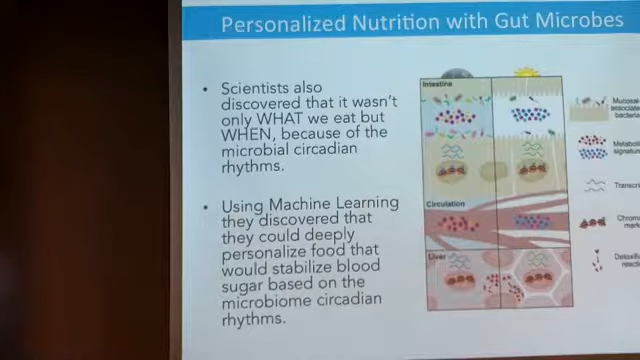 Personalized Nutrition with Gut Microbes
• Scientists also
discovered that it wasn't
only WHAT we eat but
WHEN, because of the
microbial circadian
rhythms.
• Using Machine Learning
they discovered that
they could deeply
personalize food that
would stabilize blood
sugar based on the
microbiome circadian
rhythms.
Intestine
Circulation
Liver
Mucosal-
bacteria